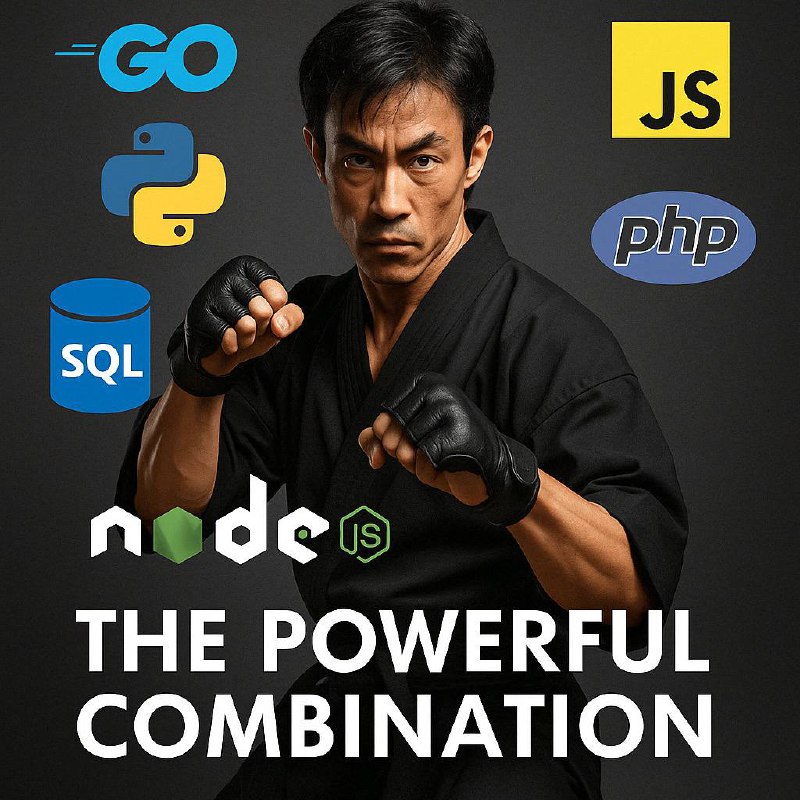 GO
JS
php
SQL
node JS
THE POWERFUL
COMBINATION